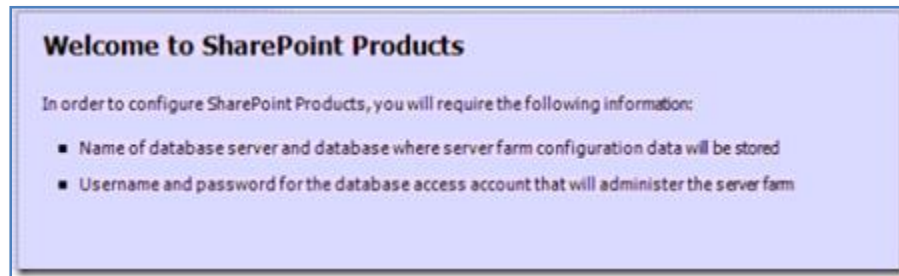 Welcome to SharePoint Products
In order to configure SharePoint Products, you will require the following information:
Name of database server and database where server farm configuration data will be stored
Username and password for the database access account that will administer the server farm